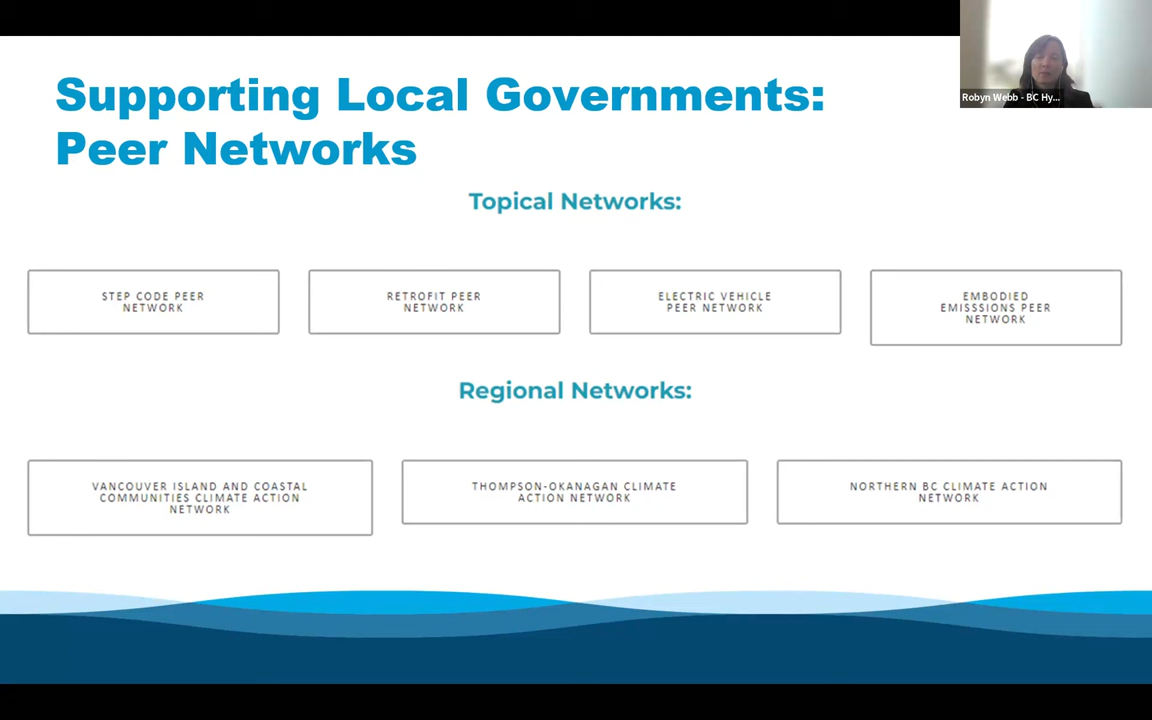 Supporting Local Governments:
Peer Networks
Robyn Webb - BC Hy...
Topical Networks:
STEP CODE PEER
NETWORK
RETROFIT PEER
NETWORK
ELECTRIC VEHICLE
PEER NETWORK
EMBODIED
EMISSSIONS PEER
NETWORK
Regional Networks:
VANCOUVER ISLAND AND COASTAL
COMMUNITIES CLIMATE ACTION
NETWORK
THOMPSON-OKANAGAN CLIMATE
ACTION NETWORK
NORTHERN BC CLIMATE ACTION
NETWORK